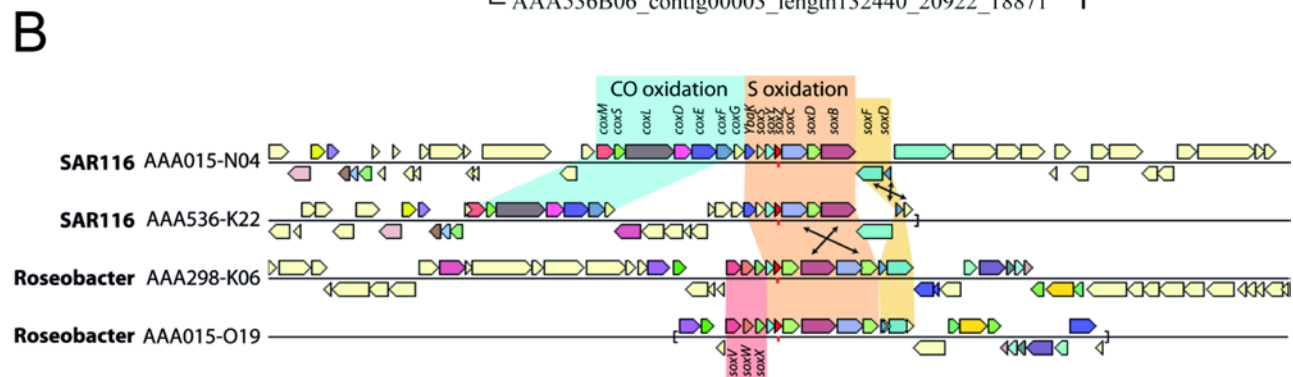 AAA536B06_contig00003_length132440_20922_18871
B
CO oxidation S oxidation
coxM coxS coxL coxD coxE coxF coxG YbaK soxS soxY soxZ soxC soxD soxB soxF soxD
SAR116 AAA015-N04
SAR116 AAA536-K22
Roseobacter AAA298-K06
Roseobacter AAA015-O19
soxV soxW soxX